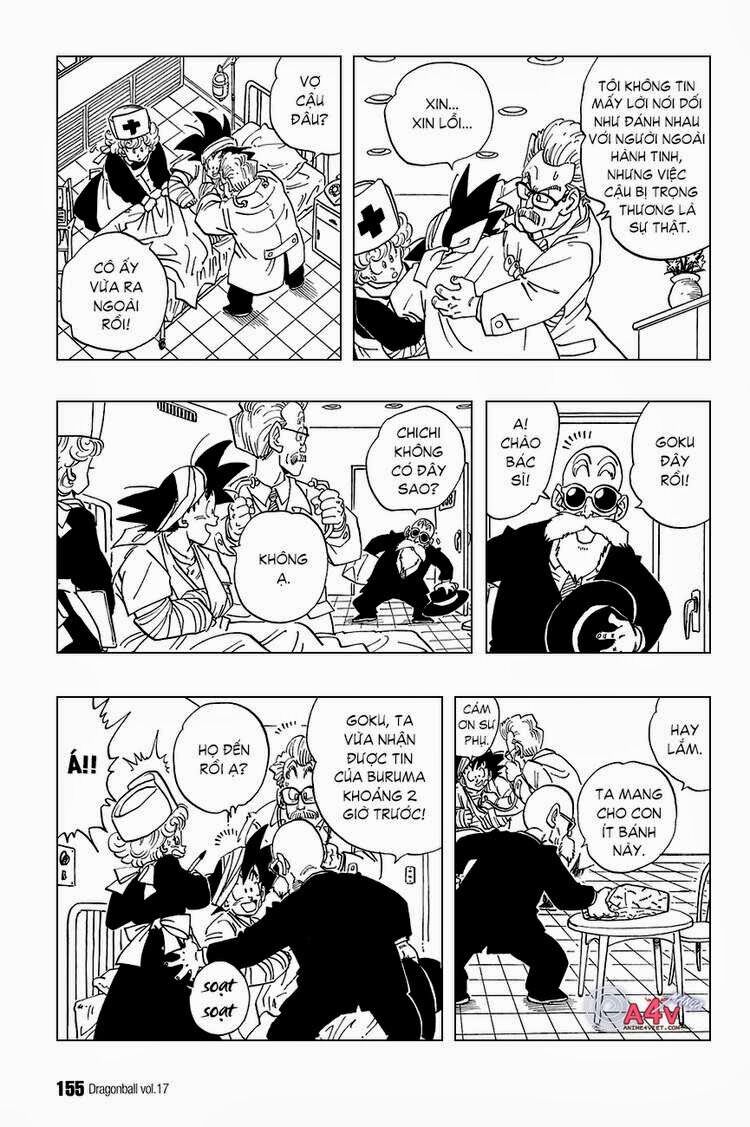 TÔI KHÔNG TIN
MẤY LỜI NÓI DỐI
NHƯ ĐÁNH NHAU
VỚI NGƯỜI NGOÀI
HÀNH TINH,
NHƯNG VIỆC
CẬU BỊ TRỌNG
THƯƠNG LÀ
SỰ THẬT.
XIN...
XIN LỖI...
VỢ
CẬU
ĐÂU?
CÔ ẤY
VỪA RA
NGOÀI
RỒI!
GOKU
ĐÂY
RỒI!
A!
CHÀO
BÁC
SĨ!
CHICHI
KHÔNG
CÓ ĐÂY
SAO?
KHÔNG
Ạ.
HAY
LẮM.
TA MANG
CHO CON
ÍT BÁNH
NÀY.
CẢM
ƠN SƯ
PHỤ.
GOKU, TA
VỪA NHẬN
ĐƯỢC TIN
CỦA BURUMA
KHOẢNG 2
GIỜ TRƯỚC!
HỌ ĐẾN
RỒI Ạ?
Á!!
soạt
soạt
A4V
ANIME4VIET.COM
155 Dragonball vol.17